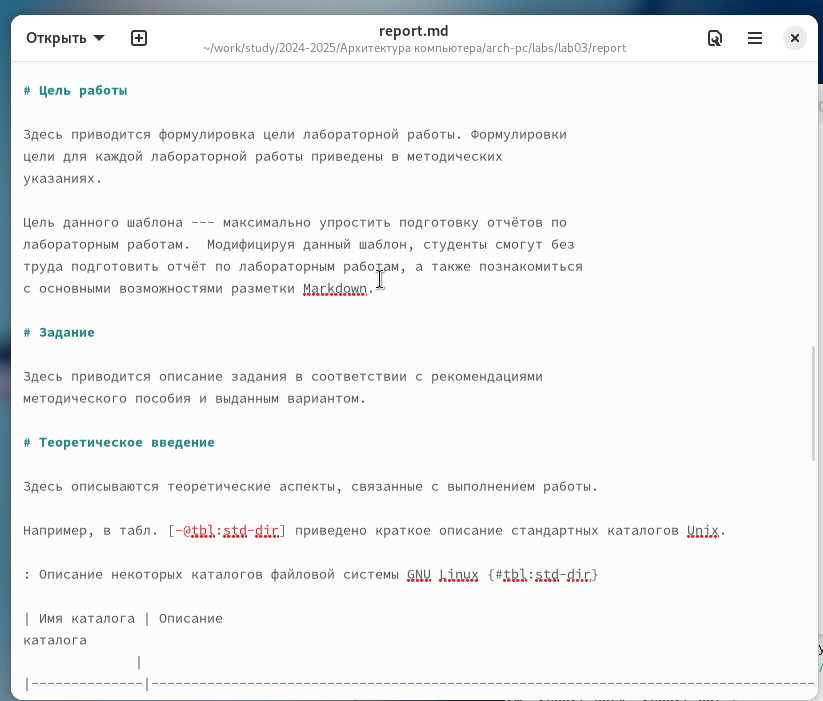 Открыть
report.md
~/work/study/2024-2025/Архитектура компьютера/arch-pc/labs/lab03/report
# Цель работы
Здесь приводится формулировка цели лабораторной работы. Формулировки
цели для каждой лабораторной работы приведены в методических
указаниях.
Цель данного шаблона --- максимально упростить подготовку отчётов по
лабораторным работам.  Модифицируя данный шаблон, студенты смогут без
труда подготовить отчёт по лабораторным работам, а также познакомиться
с основными возможностями разметки Markdown.
# Задание
Здесь приводится описание задания в соответствии с рекомендациями
методического пособия и выданным вариантом.
# Теоретическое введение
Здесь описываются теоретические аспекты, связанные с выполнением работы.
Например, в табл. [-@tbl:std-dir] приведено краткое описание стандартных каталогов Unix.
: Описание некоторых каталогов файловой системы GNU Linux {#tbl:std-dir}
| Имя каталога | Описание
каталога
|
|--------------|-----------------------------------------------------------------------------------